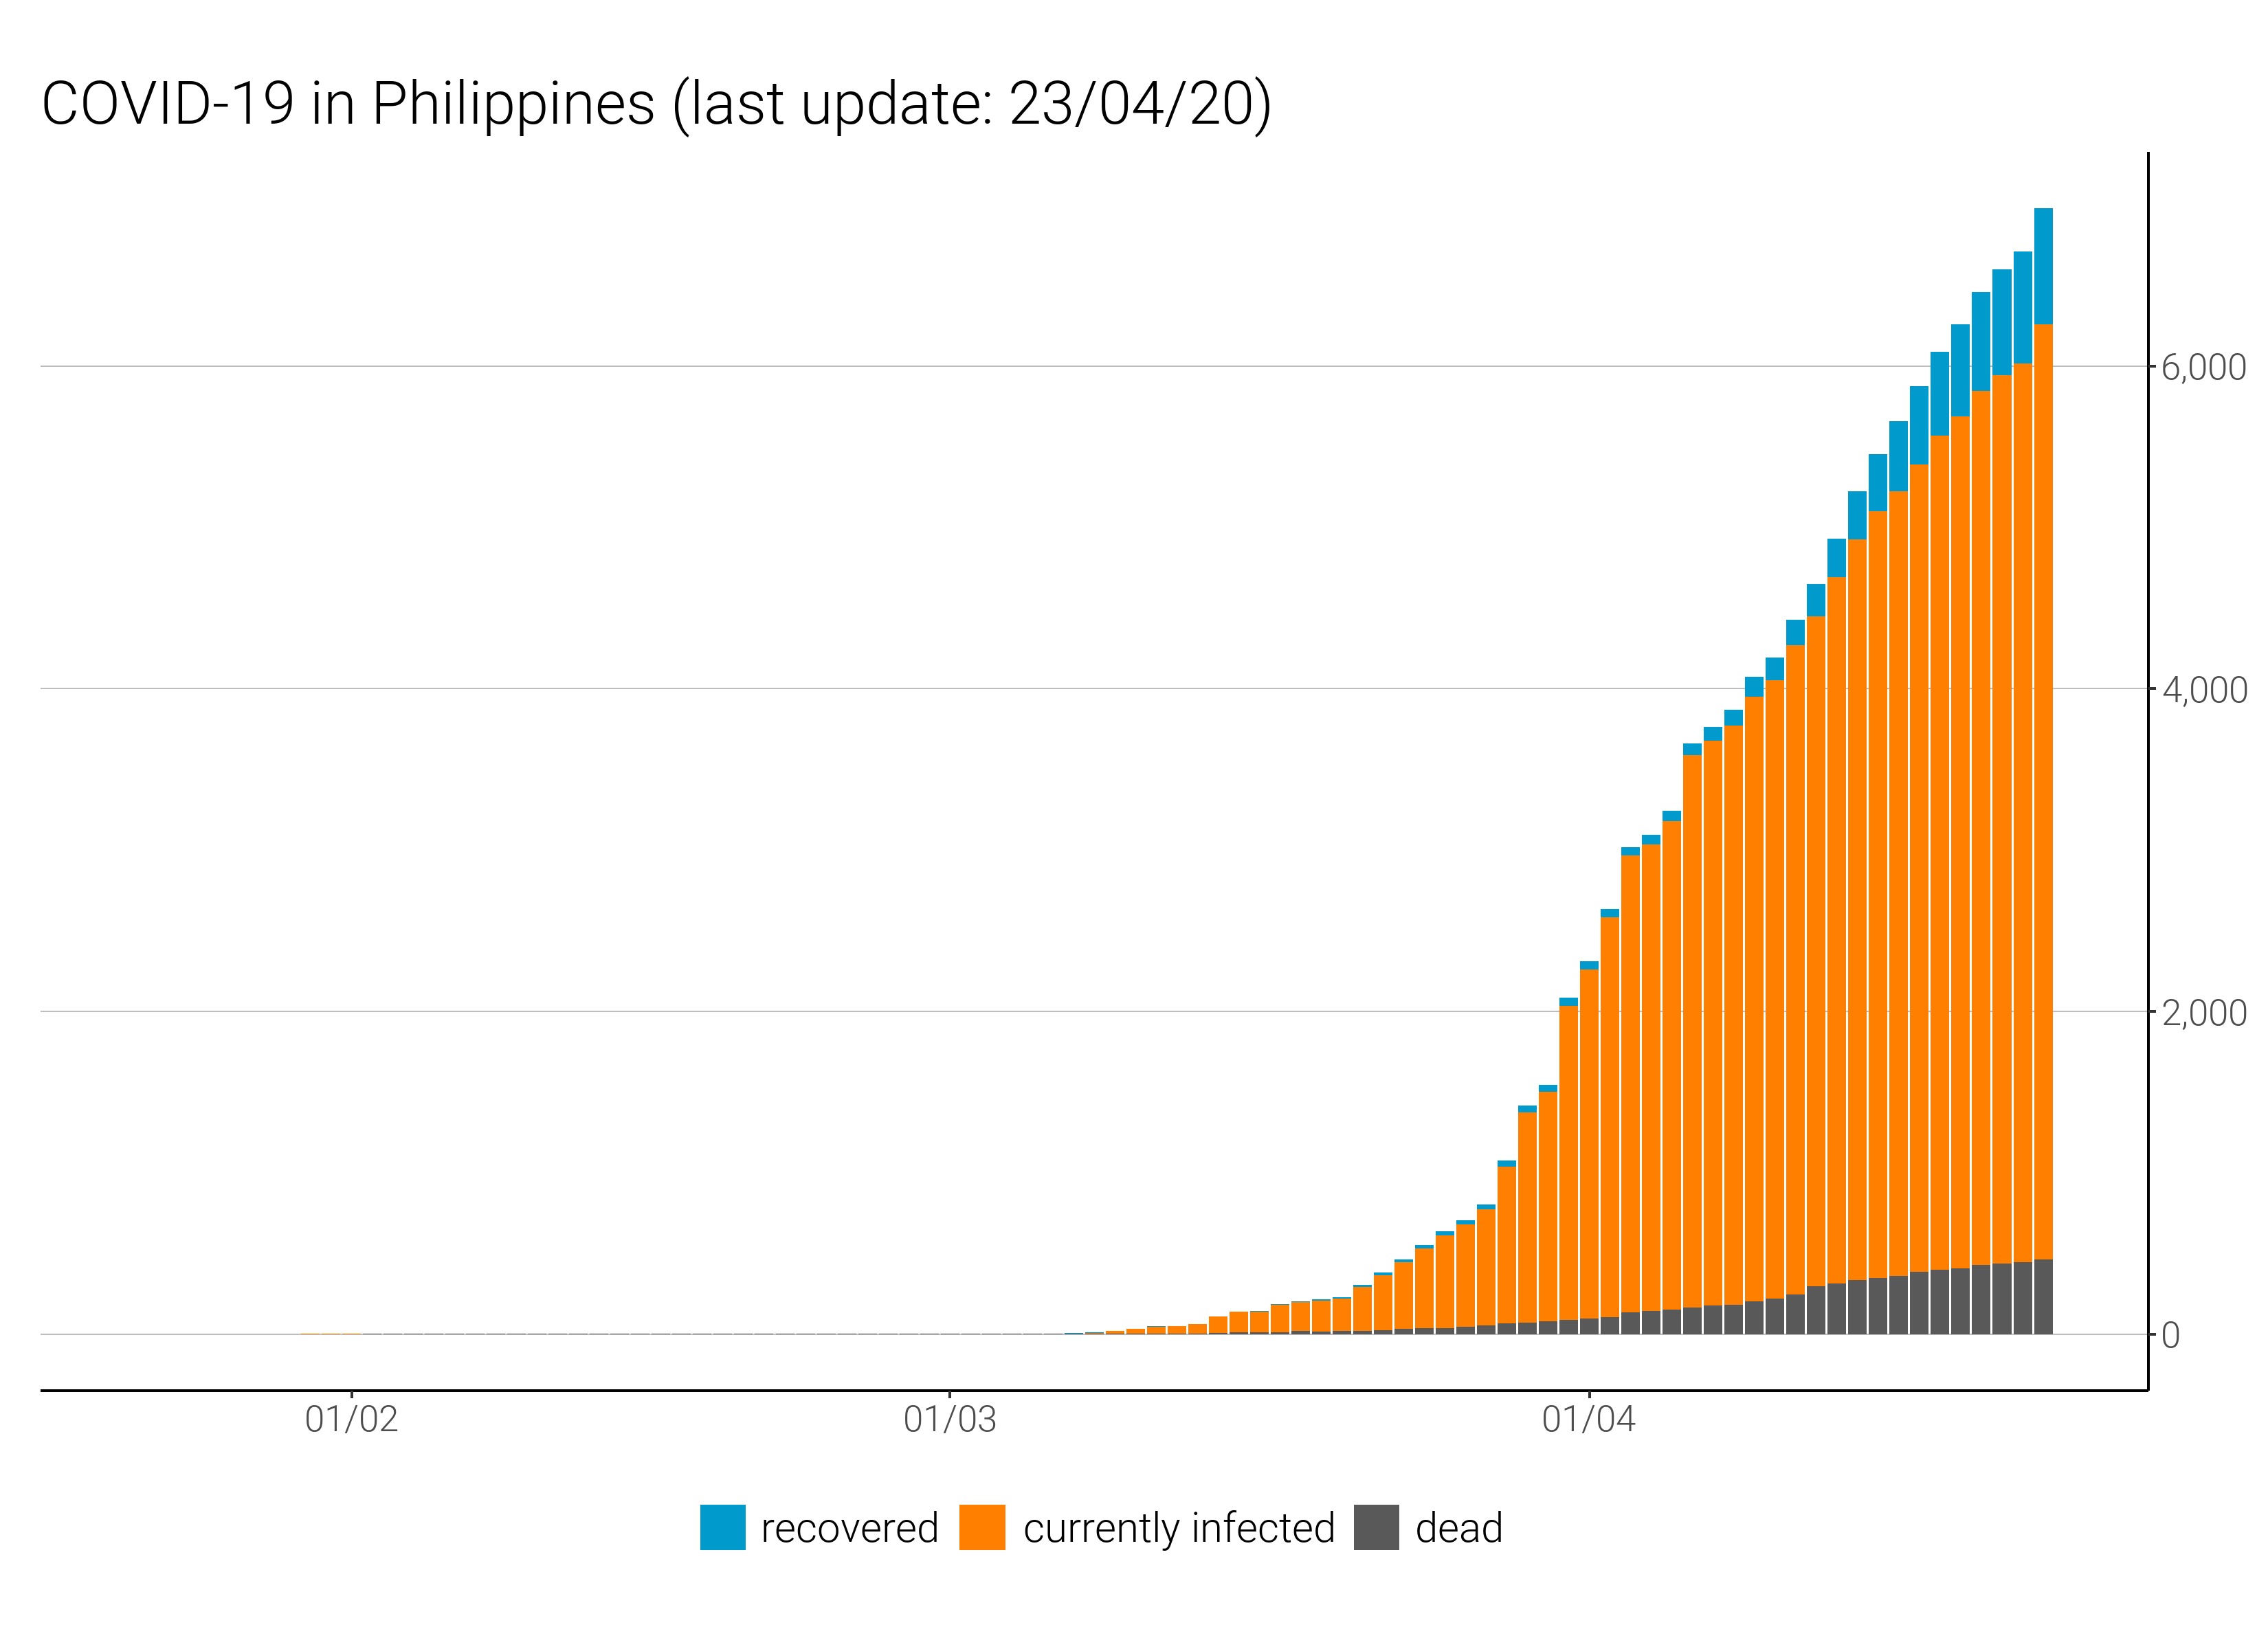 COVID-19 in Philippines (last update: 23/04/20)
6,000
4,000
2,000
0
01/02 01/03 01/04
recovered currently infected dead